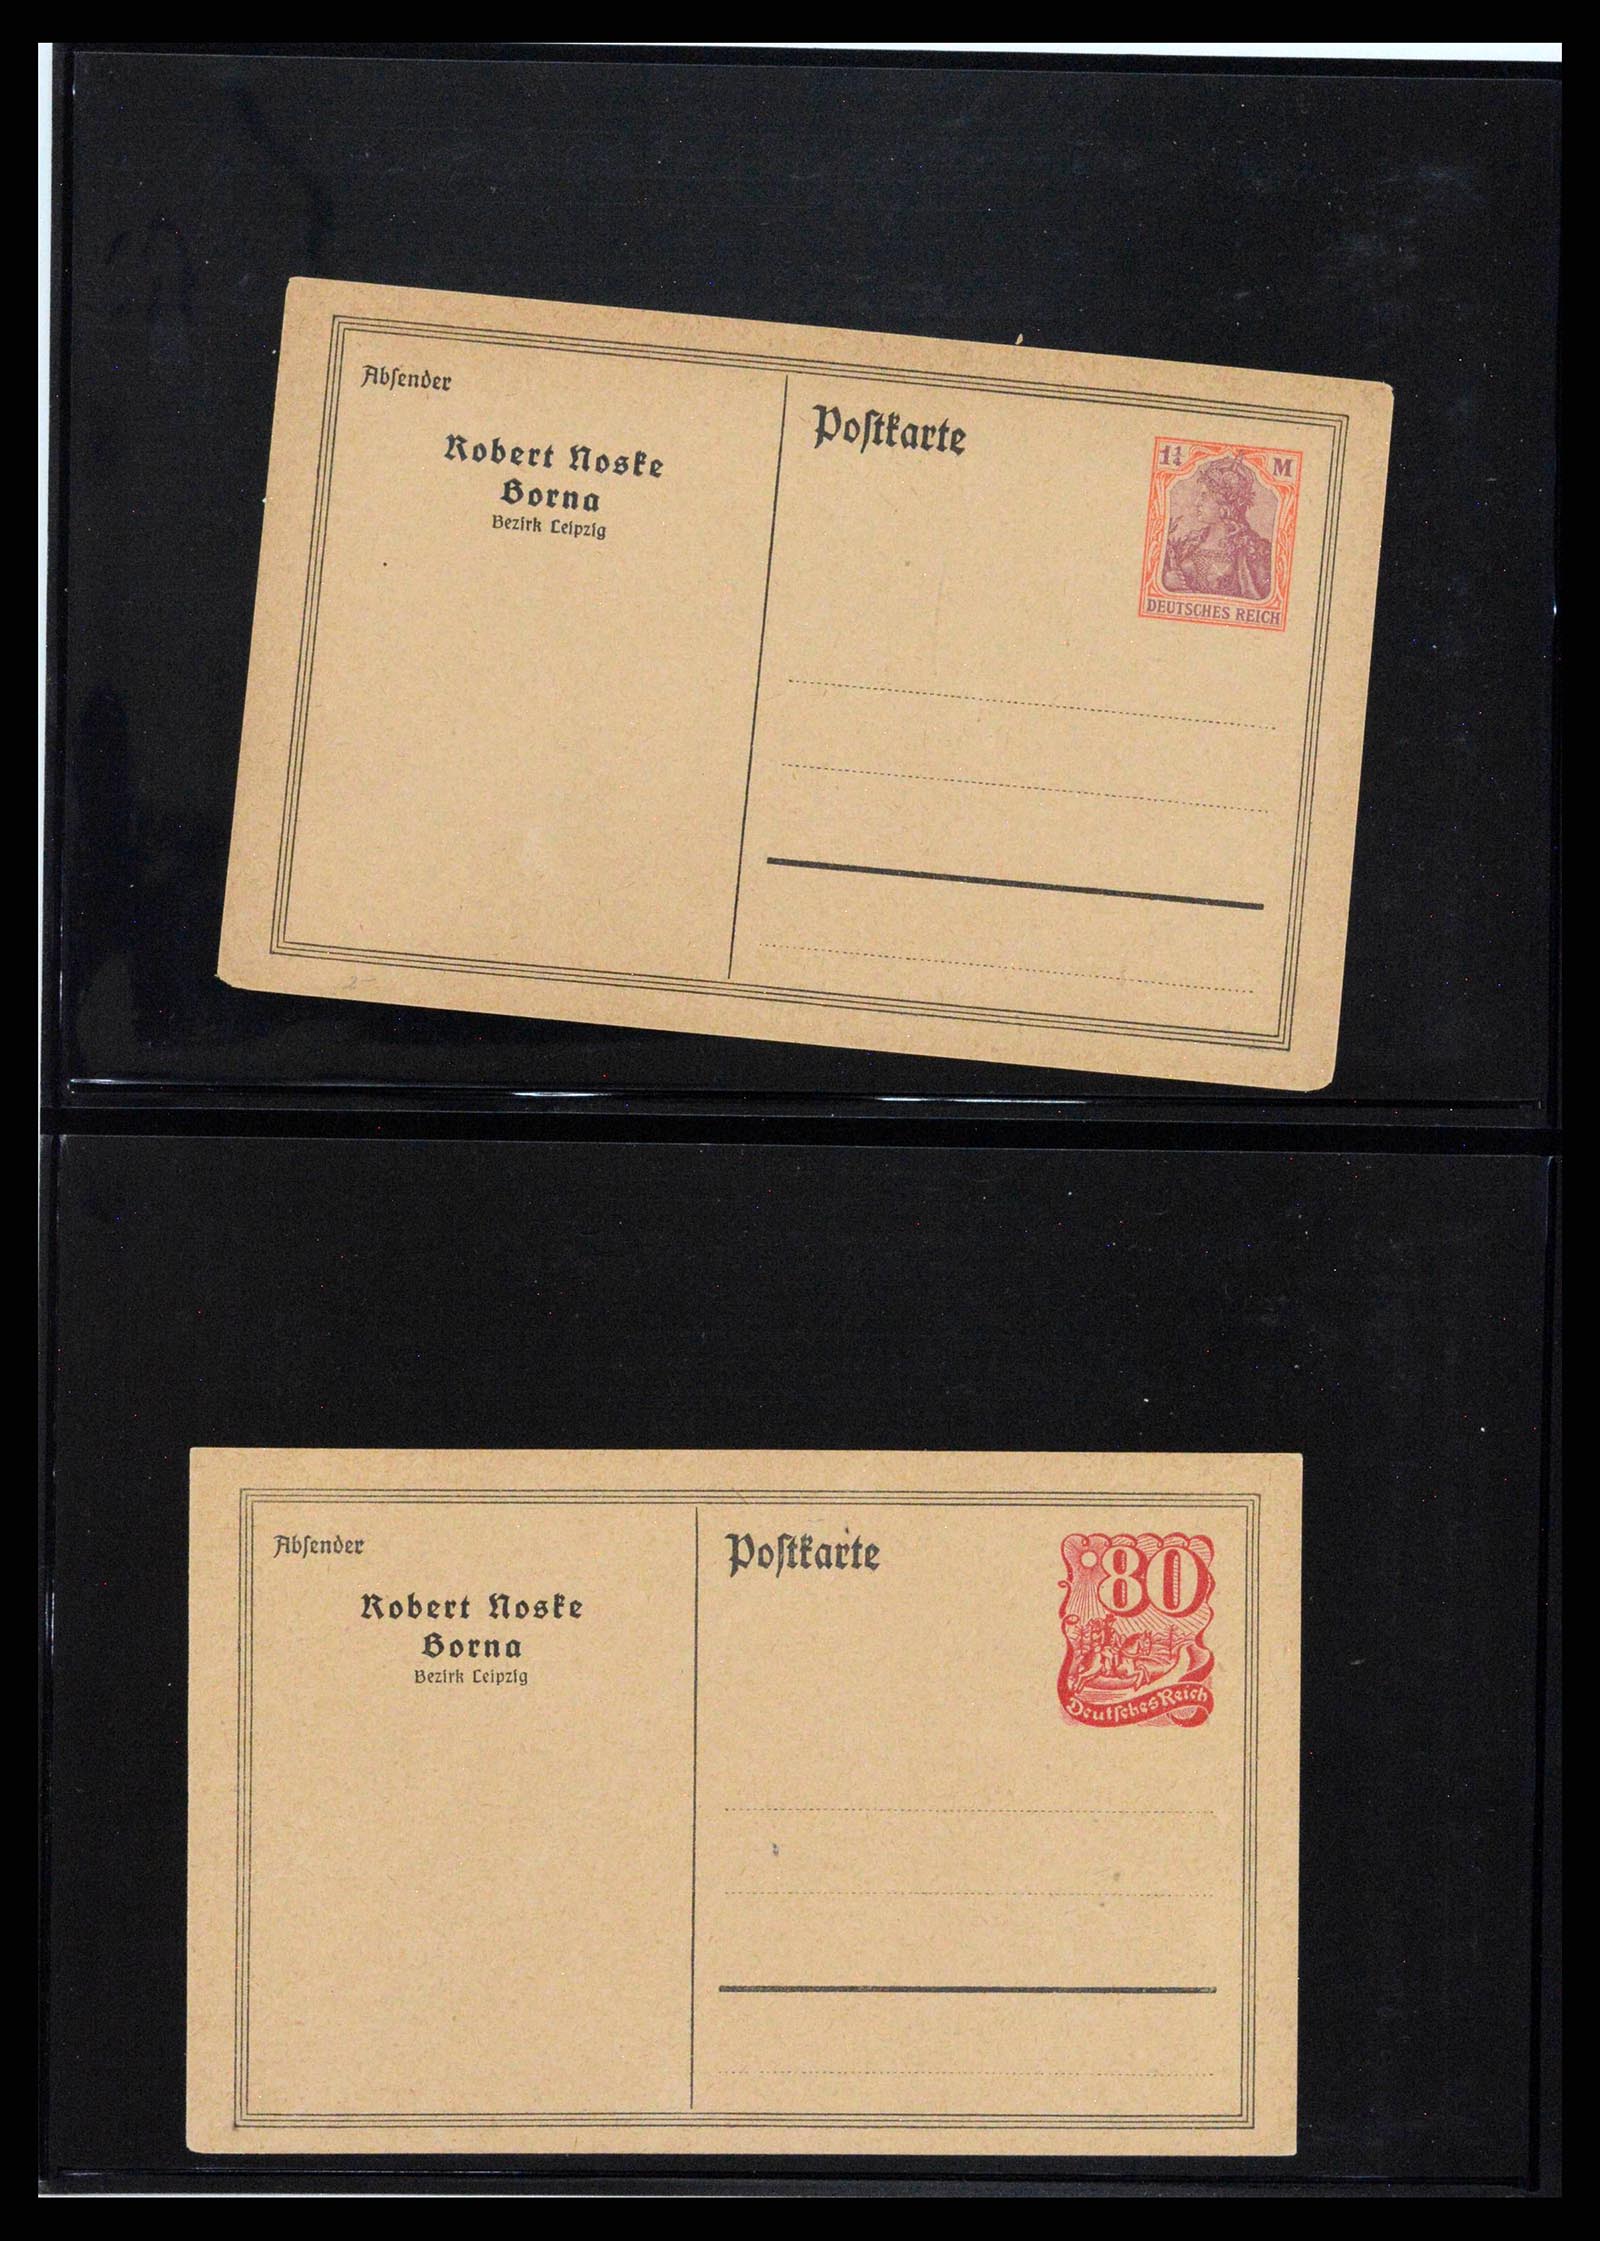 Absender
Robert Noske
Borna
Bezirk Leipzig
Postkarte
1¼ M
DEUTSCHES REICH
2-
Absender
Robert Noske
Borna
Bezirk Leipzig
Postkarte
80
Deutsches Reich